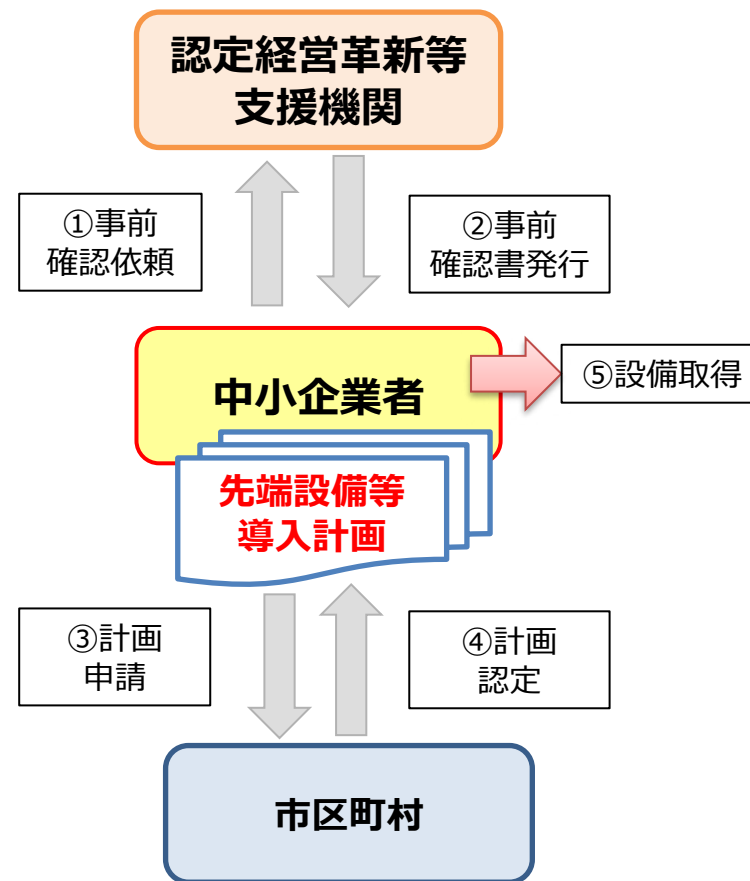 認定経営革新等
支援機関
①事前
確認依頼
②事前
確認書発行
中小企業者
⑤設備取得
先端設備等
導入計画
③計画
申請
④計画
認定
市区町村